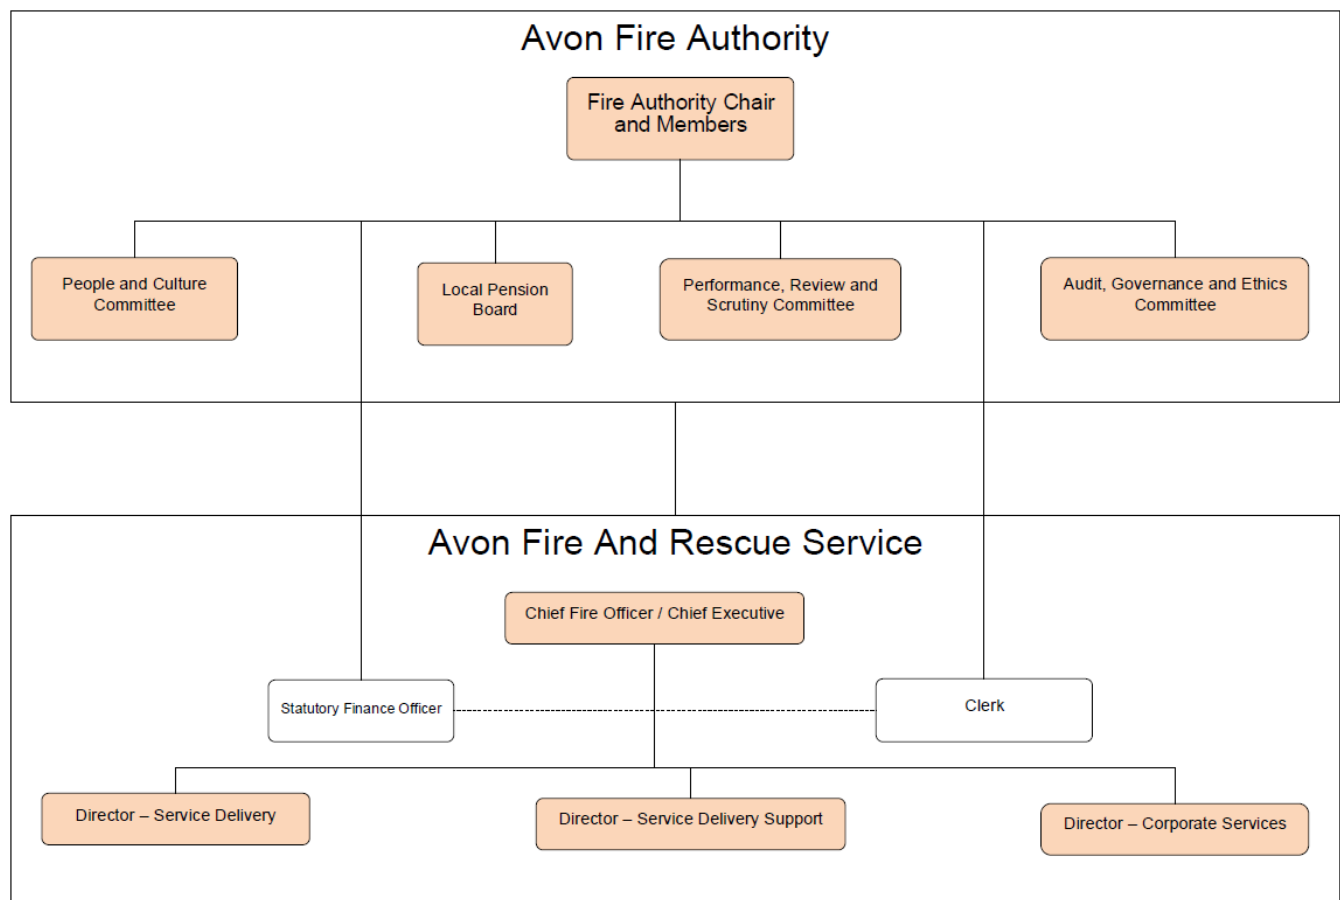 Avon Fire Authority
Fire Authority Chair
and Members
People and Culture
Committee
Local Pension
Board
Performance, Review and
Scrutiny Committee
Audit, Governance and Ethics
Committee
Avon Fire And Rescue Service
Chief Fire Officer / Chief Executive
Statutory Finance Officer
Clerk
Director – Service Delivery
Director – Service Delivery Support
Director – Corporate Services